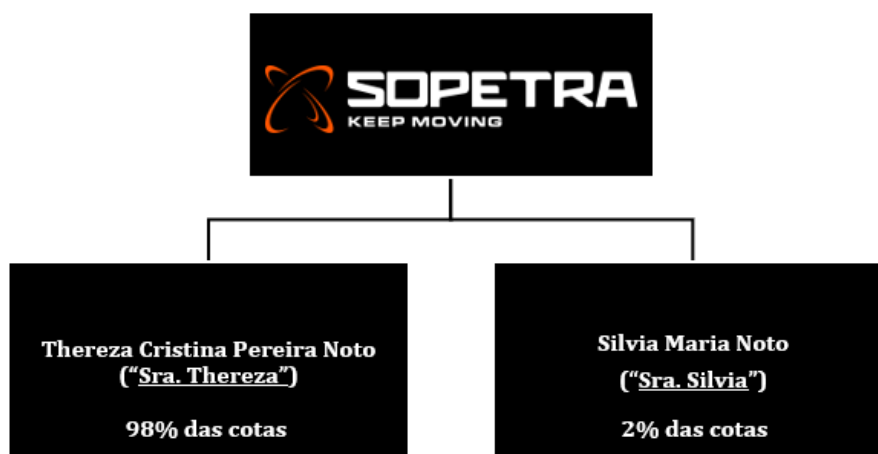 SOPETRA
KEEP MOVING
Thereza Cristina Pereira Noto
(“Sra. Thereza”)
98% das cotas
Silvia Maria Noto
(“Sra. Silvia”)
2% das cotas